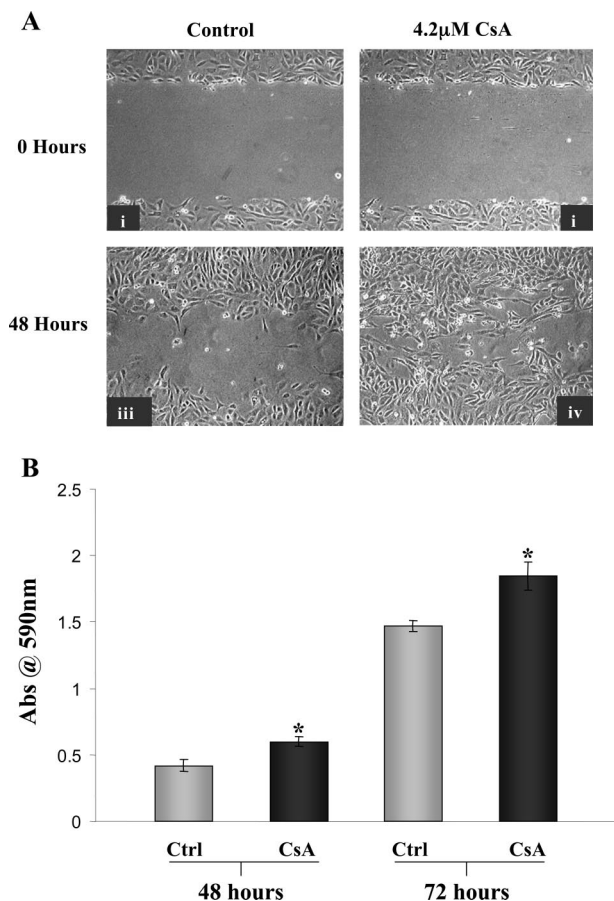 A
Control
4.2μM CsA
0 Hours
i
i
48 Hours
iii
iv
B
Abs @ 590nm
2.5
2
1.5
1
0.5
0
*
*
Ctrl
CsA
Ctrl
CsA
48 hours
72 hours